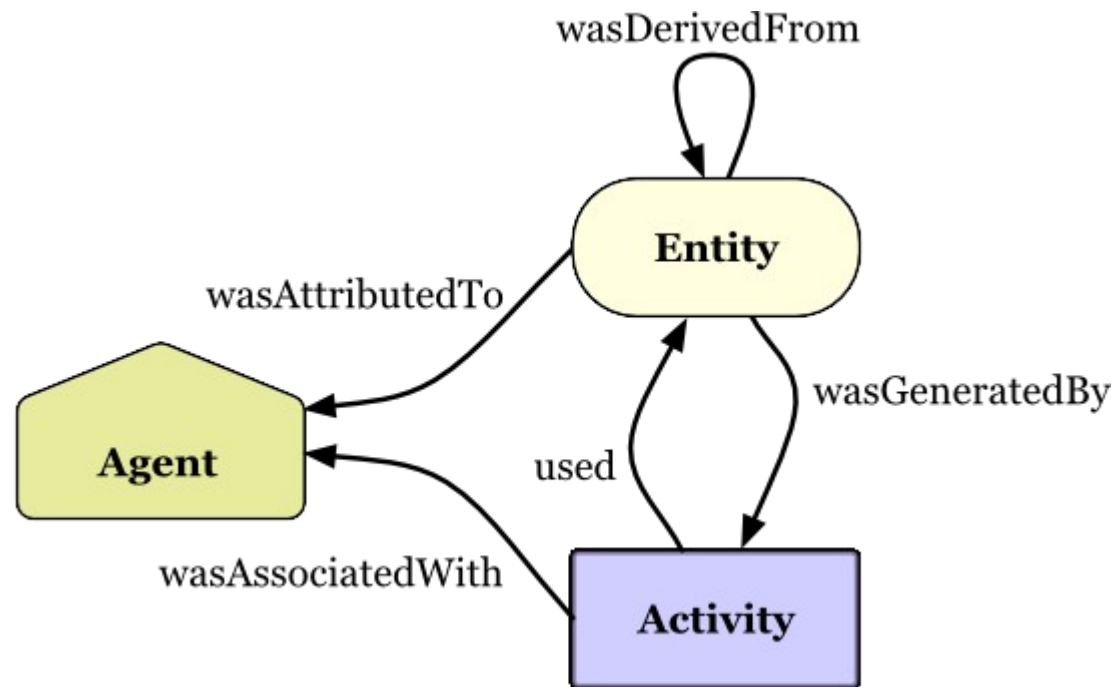 wasDerivedFrom
Entity
wasAttributedTo
wasGeneratedBy
Agent
used
wasAssociatedWith
Activity